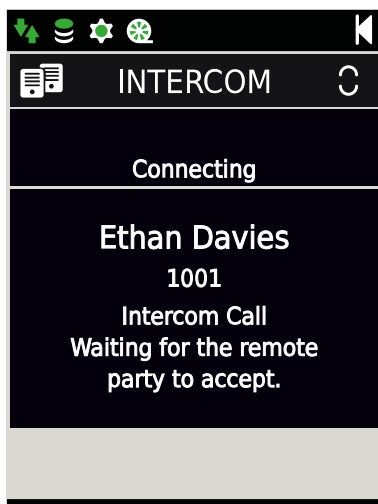 INTERCOM
Connecting
Ethan Davies
1001
Intercom Call
Waiting for the remote
party to accept.